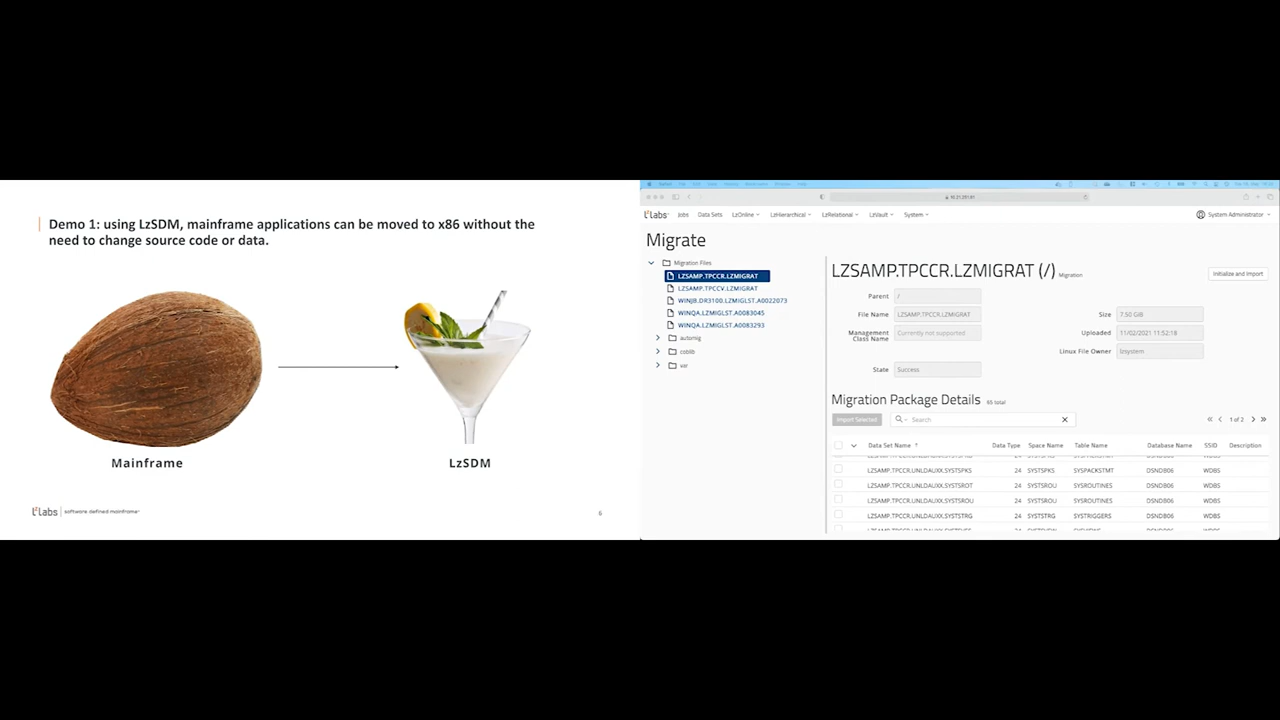 Demo 1: using LzSDM, mainframe applications can be moved to x86 without the
need to change source code or data.
Mainframe
LzSDM
LzLabs
software defined mainframe
6
10.21.291.61
LzLabs
Jobs
Data Sets
LzOnline
LzHierarchical
LzRelational
LzVault
System
System Administrator
Migrate
Migration Files
LZSAMP.TPCCR.LZMIGRAT
LZSAMP.TPCCV.LZMIGRAT
WINJB.DR3100.LZMIGLST.A0022073
WINQA.LZMIGLST.A0083045
WINQA.LZMIGLST.A0083293
automig
coblib
var
LZSAMP.TPCCR.LZMIGRAT (/)
Migration
Initialize and Import
Parent
/
File Name
LZSAMP.TPCCR.LZMIGRAT
Size
7.50 GiB
Management
Class Name
Currently not supported
Uploaded
11/02/2021 11:52:18
Linux File Owner
lzsystem
State
Success
Migration Package Details
65 total
Import Selected
Search
1 of 2
Data Set Name
Data Type
Space Name
Table Name
Database Name
SSID
Description
LZSAMP.TPCCR.UNLDAUXX.SYSTSPKS 24 SYSTSPKS SYSPACKSTMT DSNDB06 WDBS
LZSAMP.TPCCR.UNLDAUXX.SYSTSROT 24 SYSTSROU SYSROUTINES DSNDB06 WDBS
LZSAMP.TPCCR.UNLDAUXX.SYSTSROU 24 SYSTSROU SYSROUTINES DSNDB06 WDBS
LZSAMP.TPCCR.UNLDAUXX.SYSTSTRG 24 SYSTSTRG SYSTRIGGERS DSNDB06 WDBS